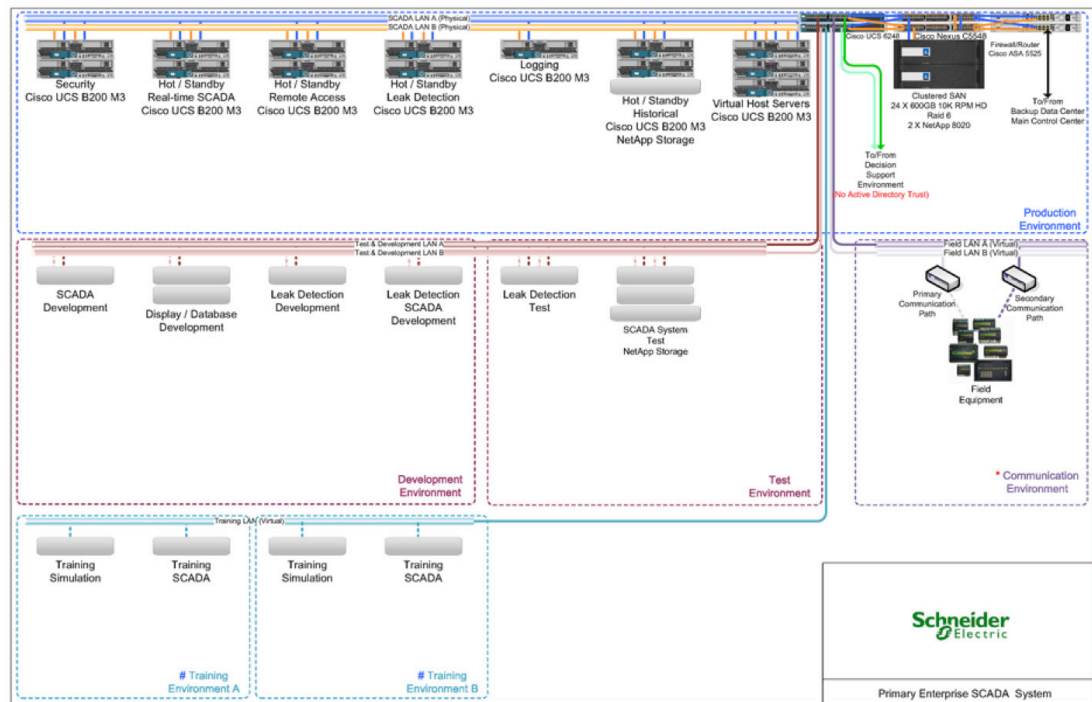 SCADA LAN A (Physical)
SCADA LAN B (Physical)
Security
Cisco UCS B200 M3
Hot / Standby
Real-time SCADA
Cisco UCS B200 M3
Hot / Standby
Remote Access
Cisco UCS B200 M3
Hot / Standby
Leak Detection
Cisco UCS B200 M3
Logging
Cisco UCS B200 M3
Hot / Standby
Historical
Cisco UCS B200 M3
NetApp Storage
Virtual Host Servers
Cisco UCS B200 M3
Cisco UCS 6248
Cisco Nexus C5548
Firewall/Router
Cisco ASA 5525
Clustered SAN
24 X 600GB 10K RPM HD
Raid 6
2 X NetApp 8020
To/From
Backup Data Center
Main Control Center
To/From
Decision
Support
Environment
(No Active Directory Trust)
Production
Environment
Test & Development LAN A
Test & Development LAN B
SCADA
Development
Display / Database
Development
Leak Detection
Development
Leak Detection
SCADA
Development
Development
Environment
Leak Detection
Test
SCADA System
Test
NetApp Storage
Test
Environment
Field LAN A (Virtual)
Field LAN B (Virtual)
Primary
Communication
Path
Secondary
Communication
Path
Field
Equipment
* Communication
Environment
Training LAN (Virtual)
Training
Simulation
Training
SCADA
# Training
Environment A
Training
Simulation
Training
SCADA
# Training
Environment B
Schneider
Electric
Primary Enterprise SCADA System